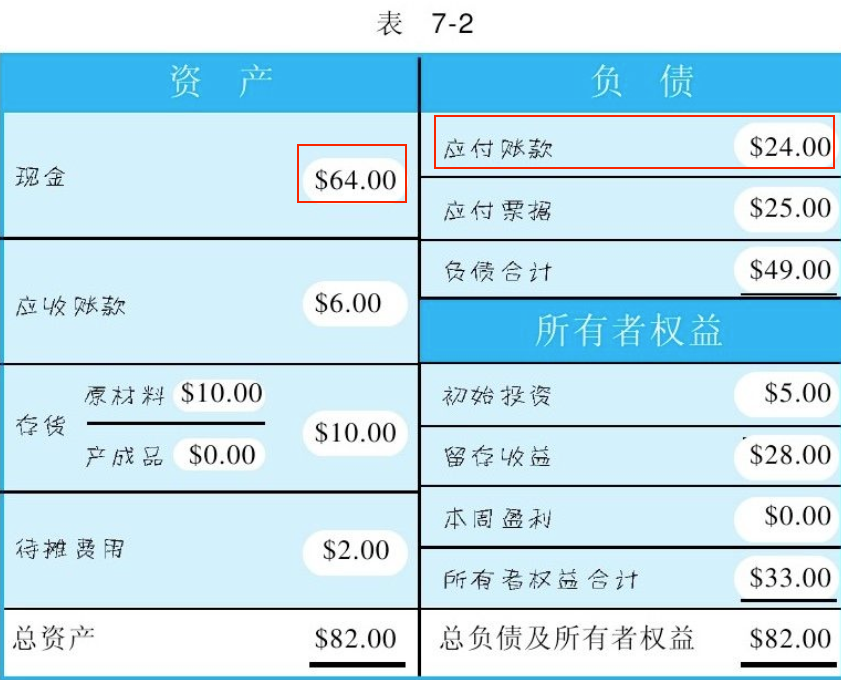 表 7-2
资 产
现金 $64.00
应收账款 $6.00
原材料 $10.00
存货 $10.00
产成品 $0.00
待摊费用 $2.00
总资产 $82.00
负 债
应付账款 $24.00
应付票据 $25.00
负债合计 $49.00
所有者权益
初始投资 $5.00
留存收益 $28.00
本周盈利 $0.00
所有者权益合计 $33.00
总负债及所有者权益 $82.00